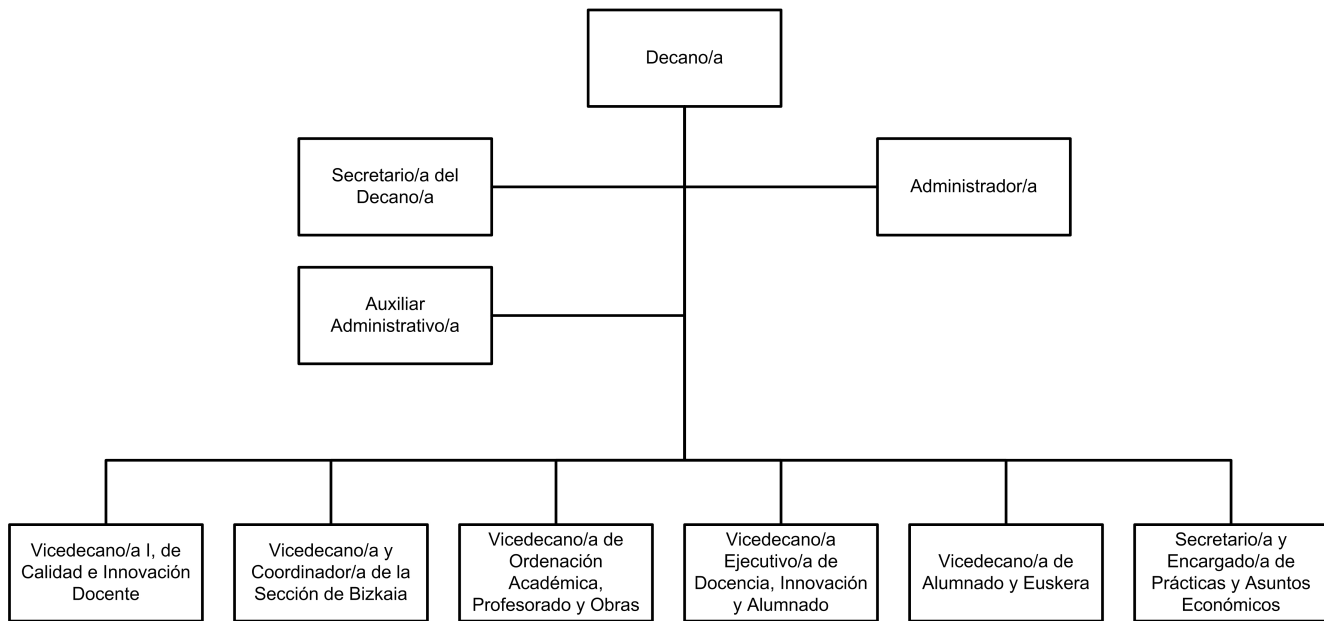 Decano/a
Secretario/a del
Decano/a
Administrador/a
Auxiliar
Administrativo/a
Vicedecano/a I, de
Calidad e Innovación
Docente
Vicedecano/a y
Coordinador/a de la
Sección de Bizkaia
Vicedecano/a de
Ordenación
Académica,
Profesorado y Obras
Vicedecano/a
Ejecutivo/a de
Docencia, Innovación
y Alumnado
Vicedecano/a de
Alumnado y Euskera
Secretario/a y
Encargado/a de
Prácticas y Asuntos
Económicos